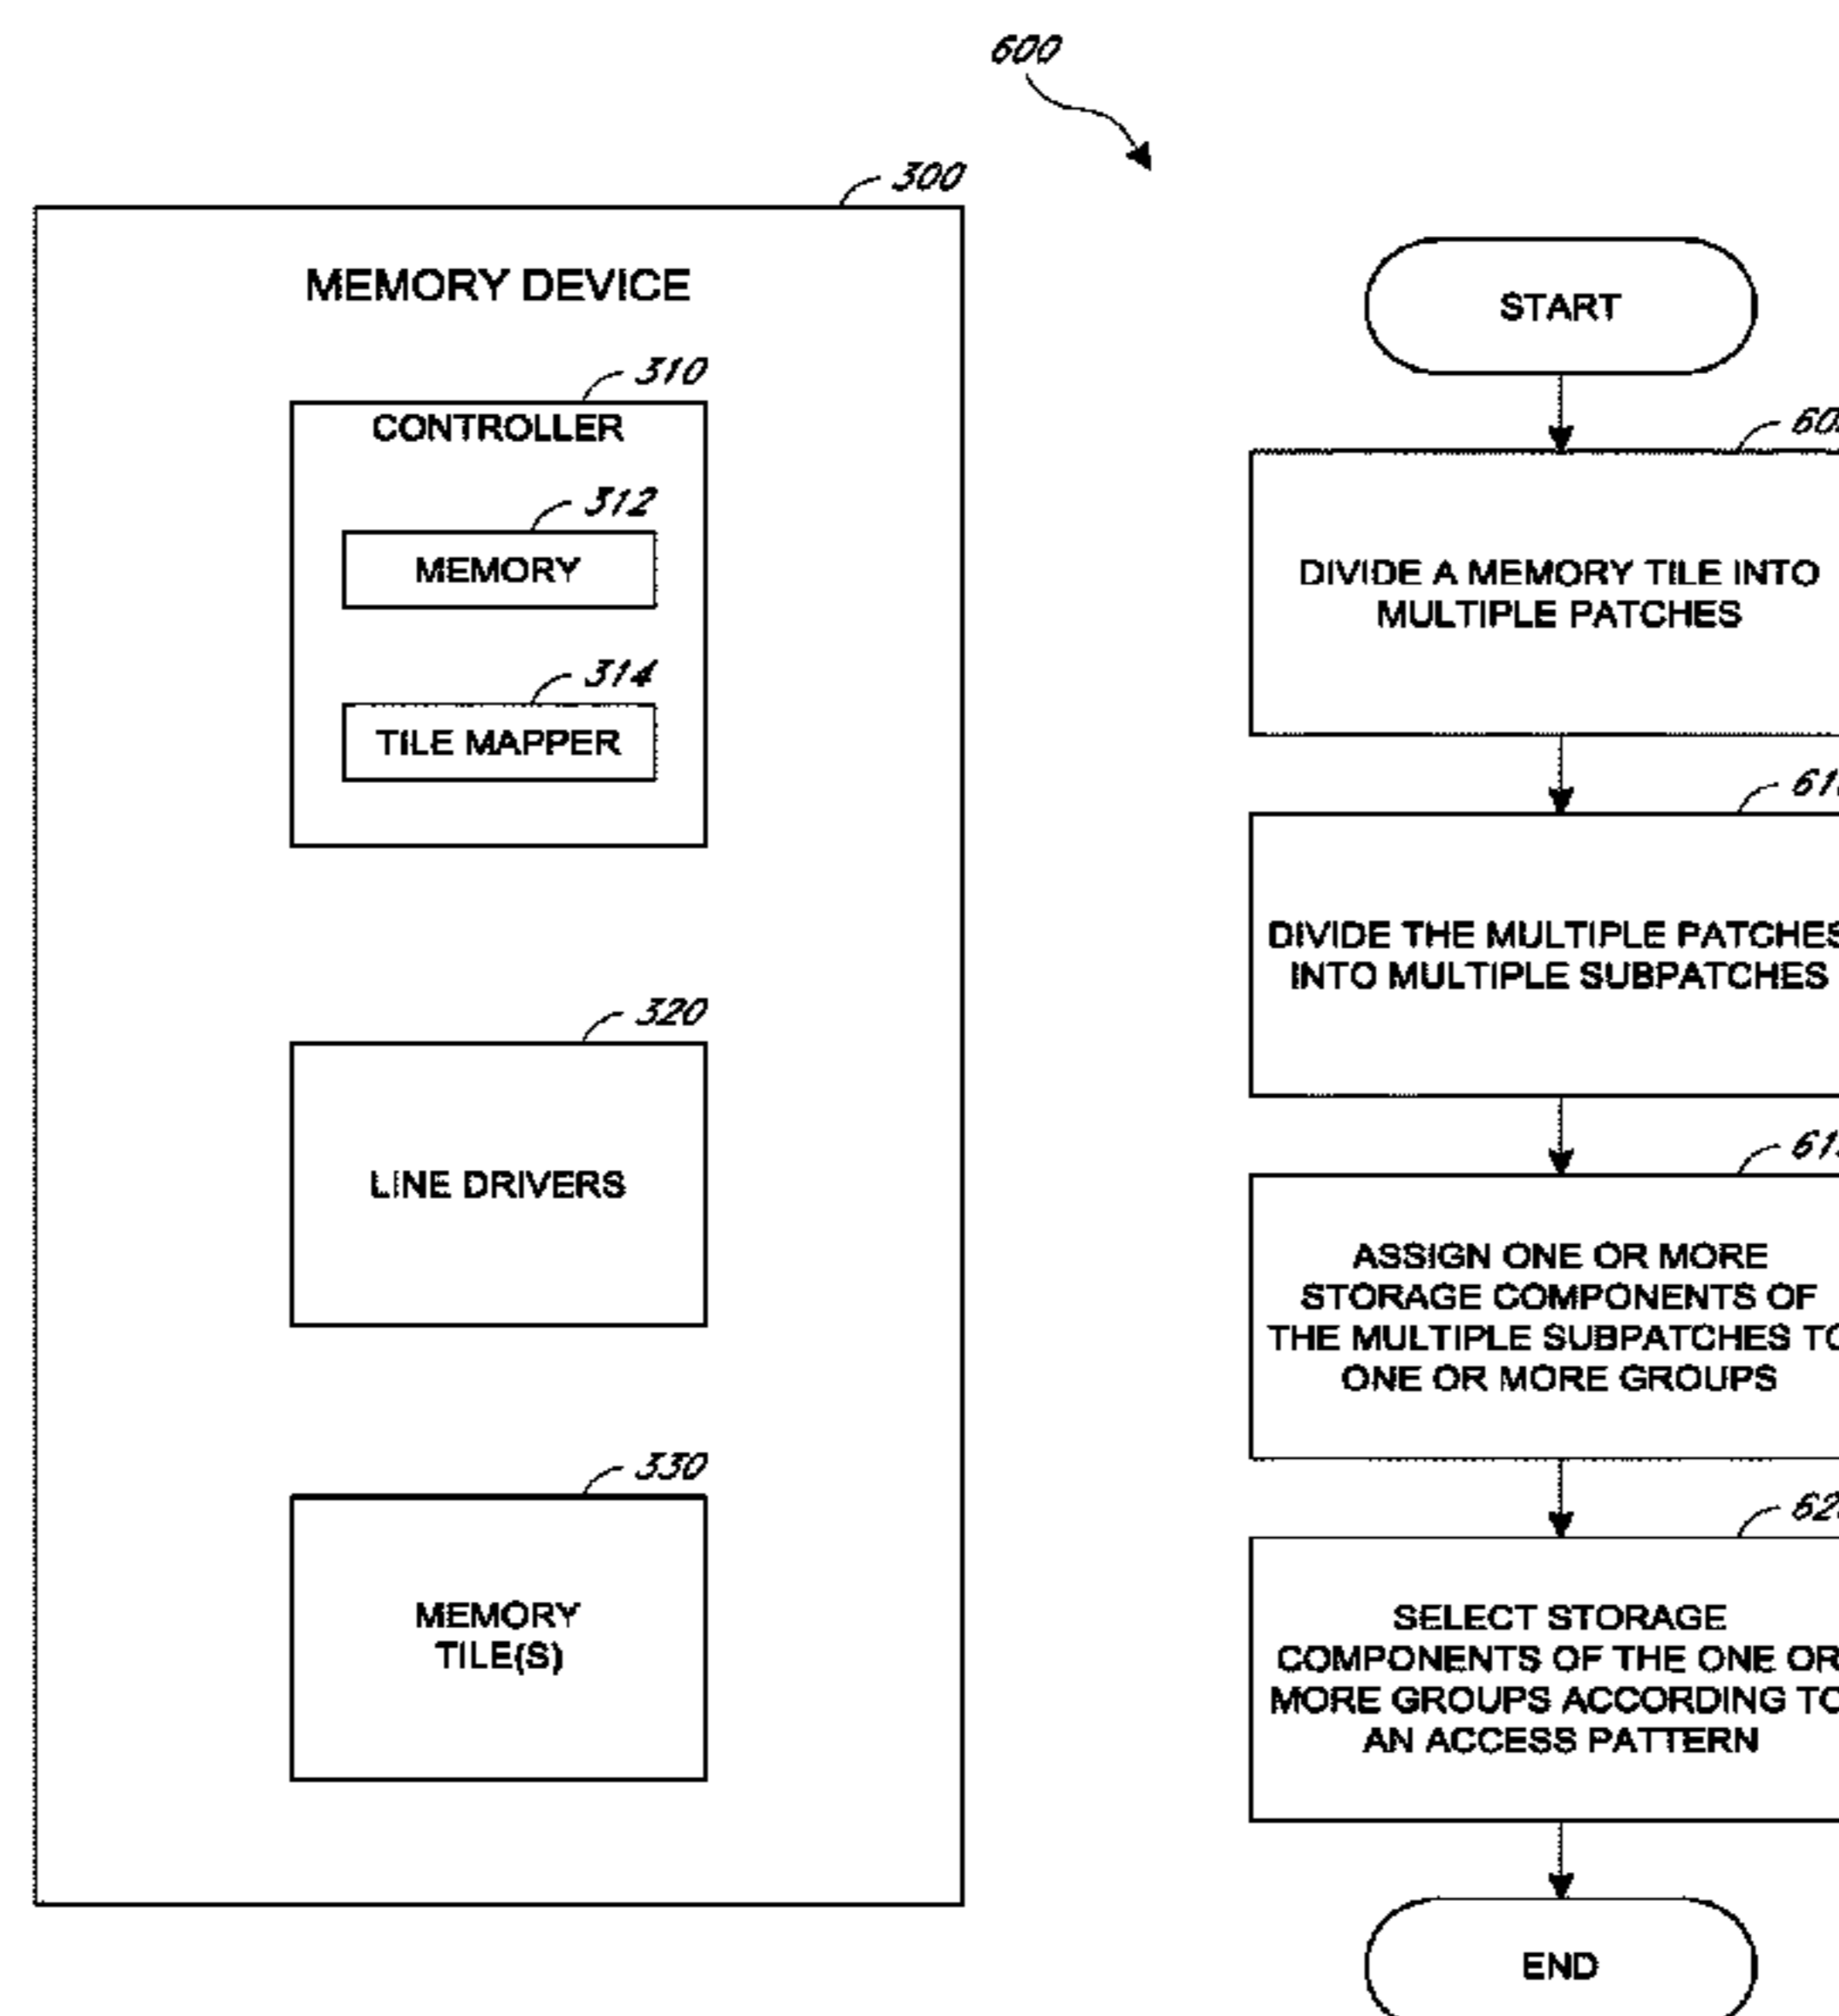 600
300
MEMORY DEVICE
310
CONTROLLER
312
MEMORY
314
TILE MAPPER
320
LINE DRIVERS
330
MEMORY
TILE(S)
START
DIVIDE A MEMORY TILE INTO
MULTIPLE PATCHES
DIVIDE THE MULTIPLE PATCHES
INTO MULTIPLE SUBPATCHES
ASSIGN ONE OR MORE
STORAGE COMPONENTS OF
THE MULTIPLE SUBPATCHES TO
ONE OR MORE GROUPS
SELECT STORAGE
COMPONENTS OF THE ONE OR
MORE GROUPS ACCORDING TO
AN ACCESS PATTERN
END